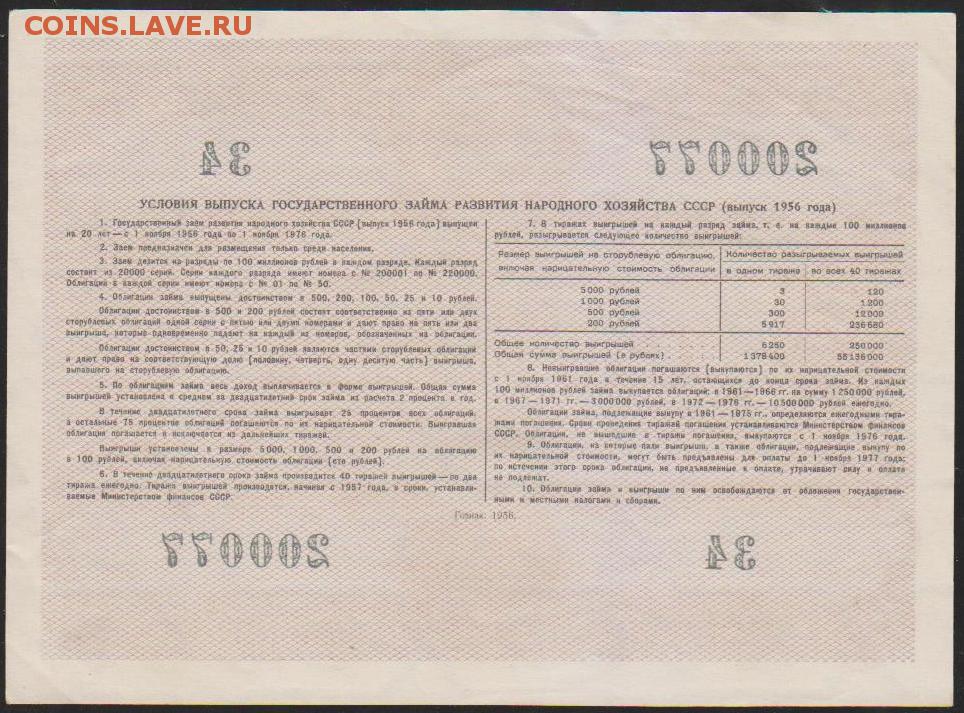 COINS.LAVE.RU
34
200077
УСЛОВИЯ ВЫПУСКА ГОСУДАРСТВЕННОГО ЗАЙМА РАЗВИТИЯ НАРОДНОГО ХОЗЯЙСТВА СССР (выпуск 1956 года)
1. Государственный заем развития народного хозяйства СССР (выпуск 1956 года) выпущен
на 20 лет — с 1 ноября 1956 года по 1 ноября 1976 года.
2. Заем предназначен для размещения только среди населения.
3. Заем делится на разряды по 100 миллионов рублей в каждом разряде. Каждый разряд
состоит из 20000 серий. Серии каждого разряда имеют номера с № 200001 по № 220000.
Облигации в каждой серии имеют номера с № 01 по № 50.
4. Облигации займа выпущены достоинством в 500, 200, 100, 50, 25 и 10 рублей.
Облигации достоинством в 500 и 200 рублей состоят соответственно из пяти или двух
сторублевых облигаций одной серии с пятью или двумя номерами и дают право на пять или два
выигрыша, которые одновременно падают на каждый из номеров, обозначенных на облигации.
Облигации достоинством в 50, 25 и 10 рублей являются частями сторублевых облигаций
и дают право на соответствующую долю (половину, четверть, одну десятую часть) выигрыша,
выпавшего на сторублевую облигацию.
5. По облигациям займа весь доход выплачивается в форме выигрышей. Общая сумма
выигрышей установлена в среднем за двадцатилетний срок займа из расчета 2 процента в год.
В течение двадцатилетнего срока займа выигрывает 25 процентов всех облигаций,
а остальные 75 процентов облигаций погашаются по их нарицательной стоимости. Выигравшая
облигация погашается и исключается из дальнейших тиражей.
Выигрыши установлены в размере 5000, 1000, 500 и 200 рублей на облигацию
в 100 рублей, включая нарицательную стоимость облигации (сто рублей).
6. В течение двадцатилетнего срока займа производится 40 тиражей выигрышей — по два
тиража ежегодно. Тиражи выигрышей производятся, начиная с 1957 года, в сроки, устанавли-
ваемые Министерством финансов СССР.
7. В тиражах выигрышей на каждый разряд займа, т. е. на каждые 100 миллионов
рублей, разыгрывается следующее количество выигрышей:
Размер выигрышей на сторублевую облигацию, включая нарицательную стоимость облигации
Количество разыгрываемых выигрышей
в одном тираже во всех 40 тиражах
5000 рублей 3 120
1000 рублей 30 1200
500 рублей 300 12000
200 рублей 5917 236680
Общее количество выигрышей . . . . . 6250 250000
Общая сумма выигрышей (в рублях) . . . . 1378400 55136000
8. Невыигравшие облигации погашаются (выкупаются) по их нарицательной стоимости
с 1 ноября 1961 года в течение 15 лет, остающихся до конца срока займа. Из каждых
100 миллионов рублей займа выкупается облигаций: в 1961—1966 гг. на сумму 1250000 рублей,
в 1967—1971 гг.—3000000 рублей, в 1972—1976 гг.—10500000 рублей ежегодно.
Облигации займа, подлежащие выкупу в 1961—1975 гг., определяются ежегодными тира-
жами погашения. Сроки проведения тиражей погашения устанавливаются Министерством финансов
СССР. Облигации, не вышедшие в тиражи погашения, выкупаются с 1 ноября 1976 года.
9. Облигации, на которые пали выигрыши, а также облигации, подлежащие выкупу по
их нарицательной стоимости, могут быть предъявлены для оплаты до 1 ноября 1977 года;
по истечении этого срока облигации, не предъявленные к оплате, утрачивают силу и оплате
не подлежат.
10. Облигации займа и выигрыши по ним освобождаются от обложения государствен-
ными и местными налогами и сборами.
Гознак. 1956.
200077
34